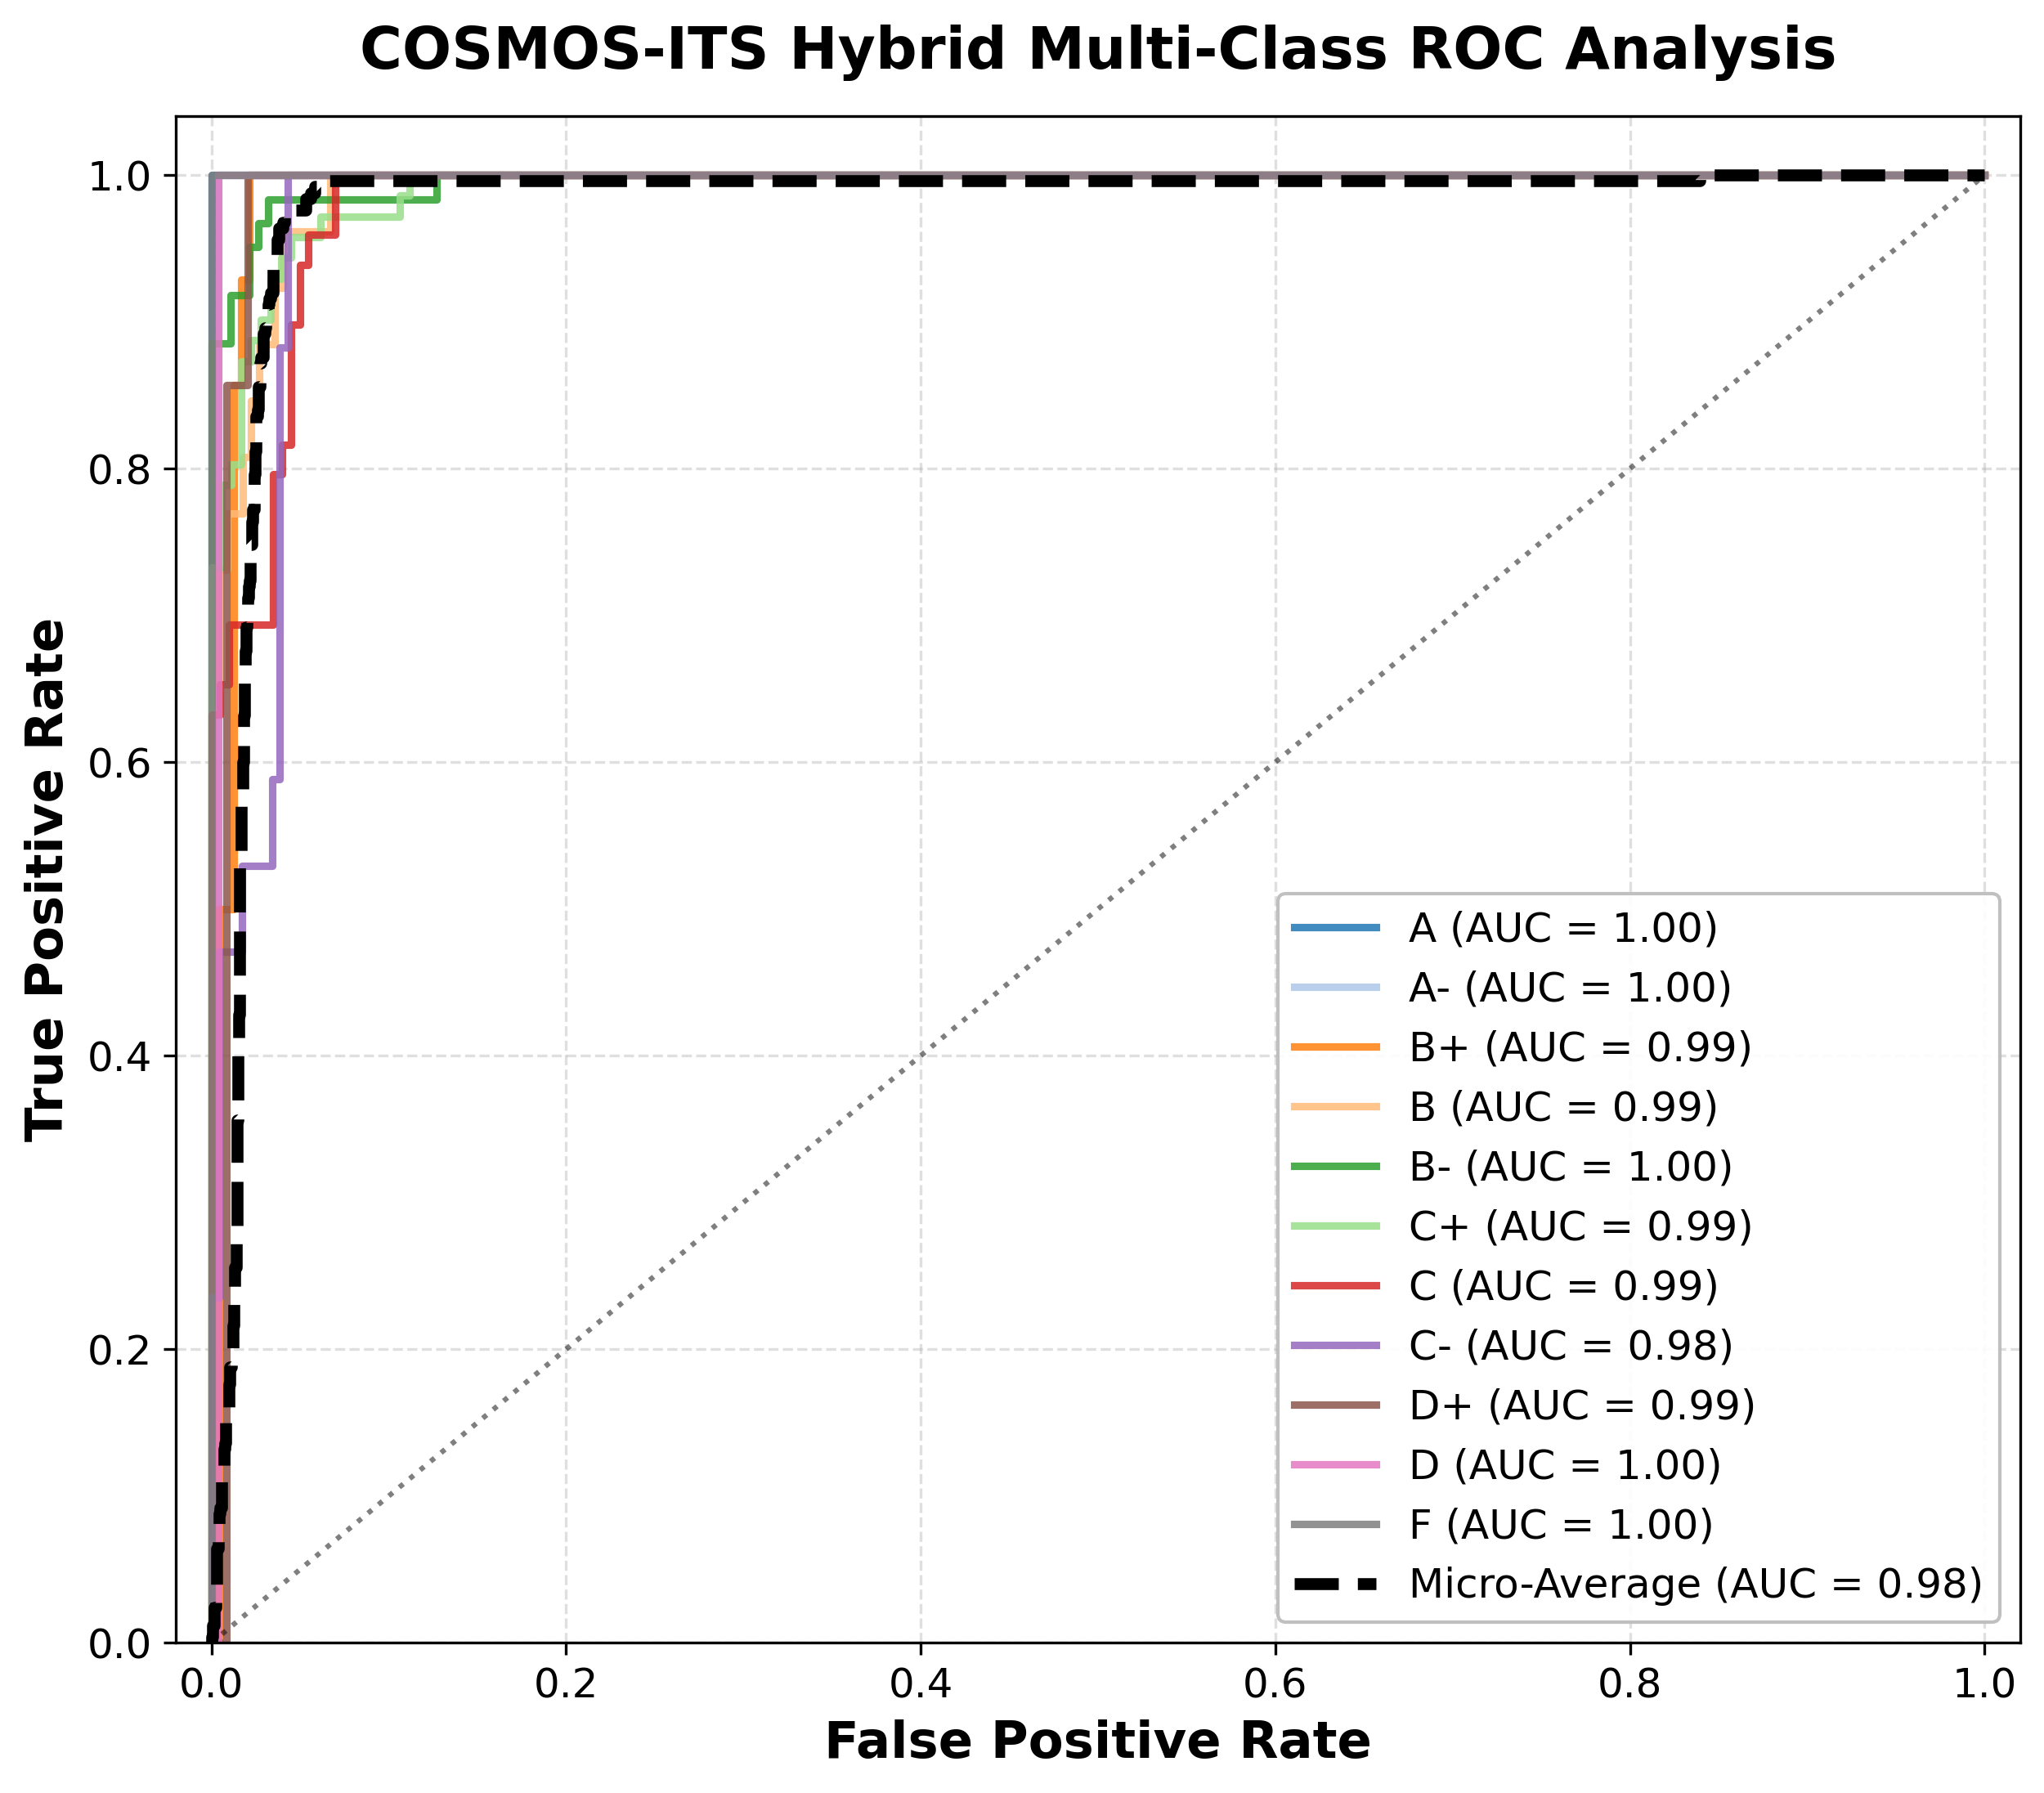 COSMOS-ITS Hybrid Multi-Class ROC Analysis
True Positive Rate
1.0
0.8
0.6
0.4
0.2
0.0
0.0 0.2 0.4 0.6 0.8 1.0
False Positive Rate
A (AUC = 1.00)
A- (AUC = 1.00)
B+ (AUC = 0.99)
B (AUC = 0.99)
B- (AUC = 1.00)
C+ (AUC = 0.99)
C (AUC = 0.99)
C- (AUC = 0.98)
D+ (AUC = 0.99)
D (AUC = 1.00)
F (AUC = 1.00)
Micro-Average (AUC = 0.98)